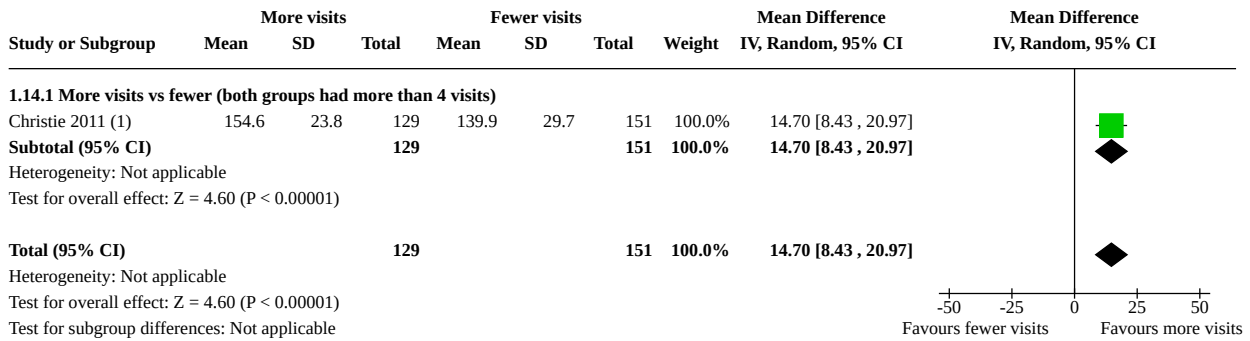 More visits Fewer visits Mean Difference Mean Difference
Study or Subgroup Mean SD Total Mean SD Total Weight IV, Random, 95% CI IV, Random, 95% CI
1.14.1 More visits vs fewer (both groups had more than 4 visits)
Christie 2011 (1) 154.6 23.8 129 139.9 29.7 151 100.0% 14.70 [8.43 , 20.97]
Subtotal (95% CI) 129 151 100.0% 14.70 [8.43 , 20.97]
Heterogeneity: Not applicable
Test for overall effect: Z = 4.60 (P < 0.00001)
Total (95% CI) 129 151 100.0% 14.70 [8.43 , 20.97]
Heterogeneity: Not applicable
Test for overall effect: Z = 4.60 (P < 0.00001)
-50 -25 0 25 50
Test for subgroup differences: Not applicable Favours fewer visits Favours more visits